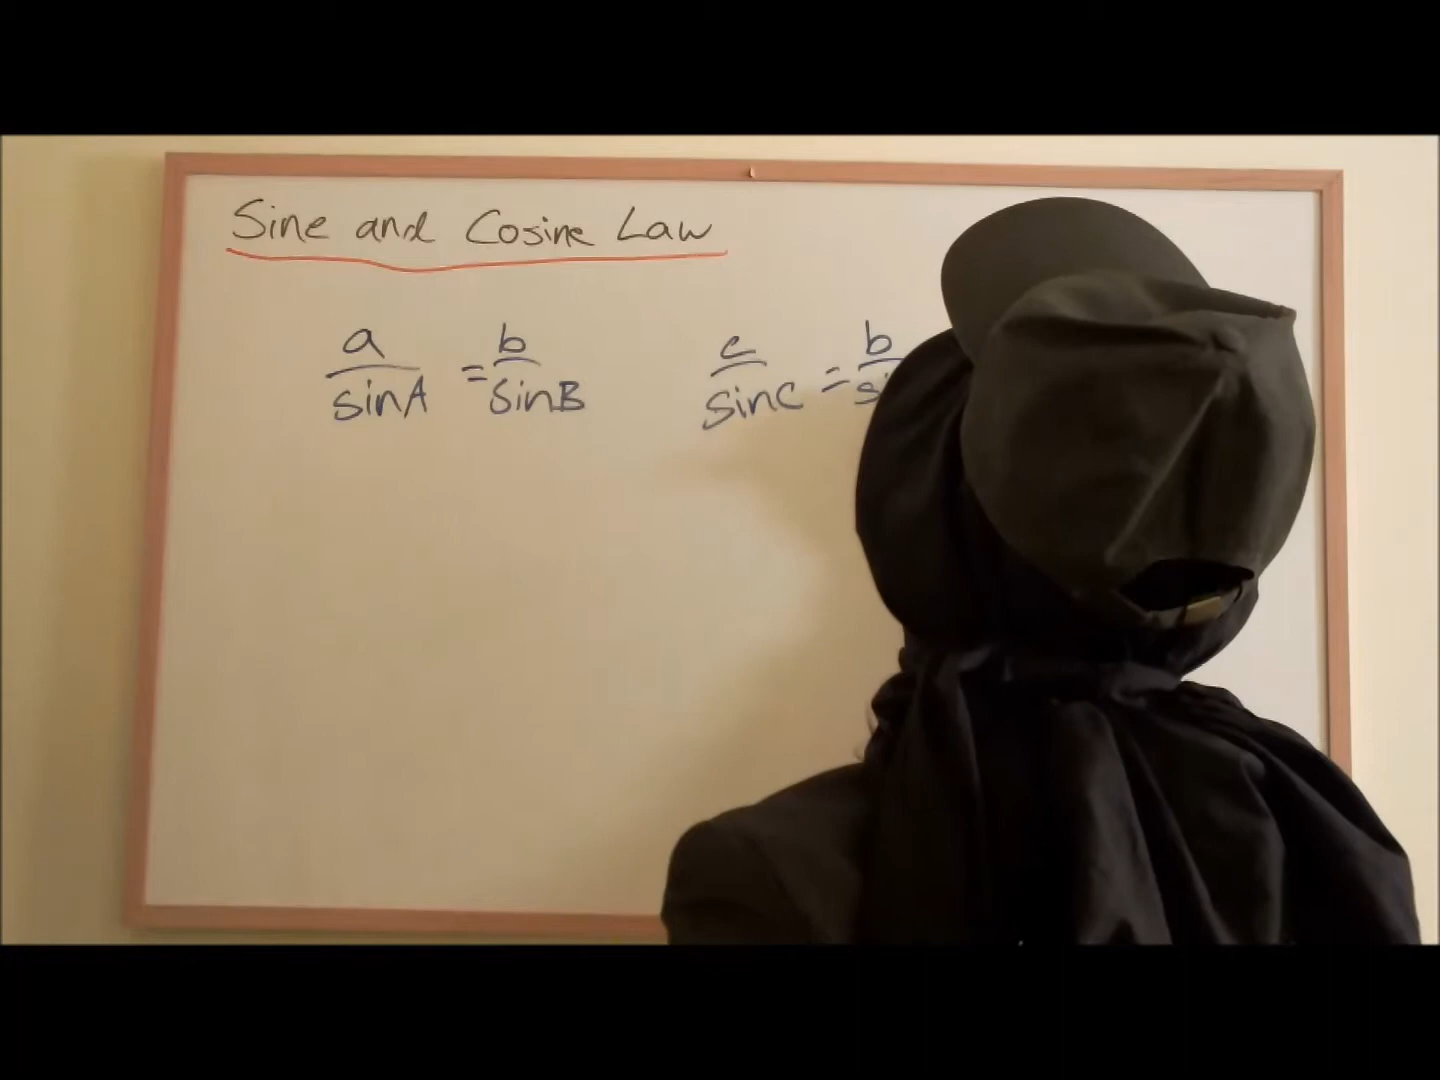 Sine and Cosine Law
a b c b
sinA = sinB sinC =